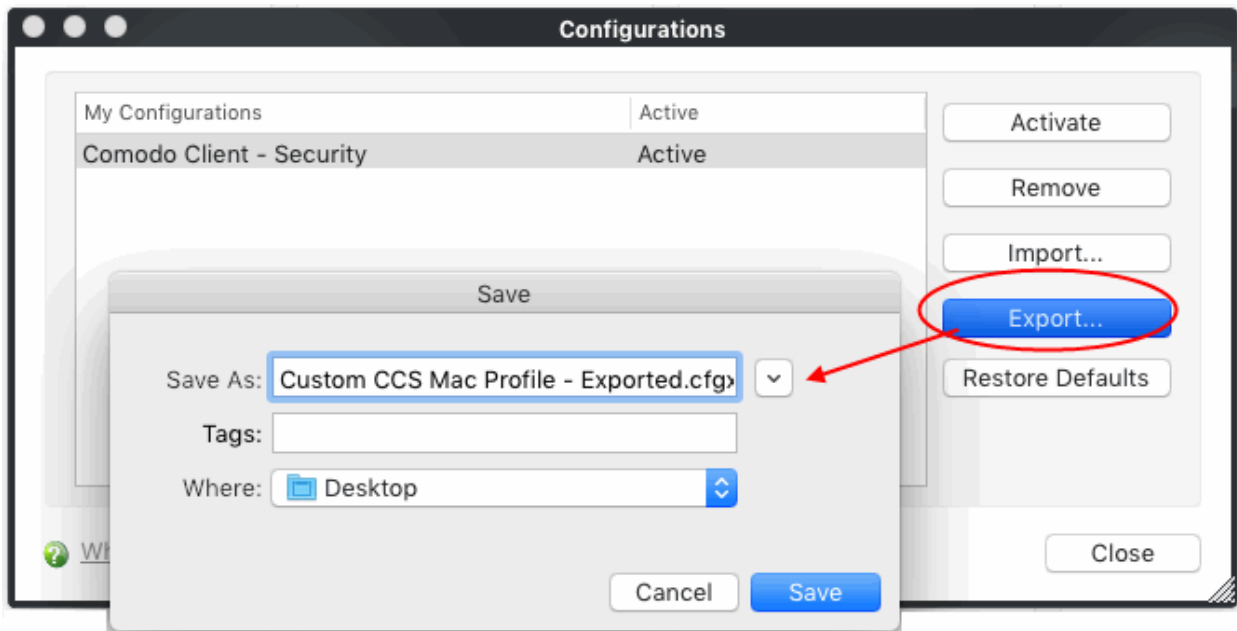 Configurations
My Configurations Active
Activate
Comodo Client - Security Active
Remove
Import...
Export...
Restore Defaults
Save
Save As: Custom CCS Mac Profile - Exported.cfgx
Tags:
Where: Desktop
Cancel Save
Close